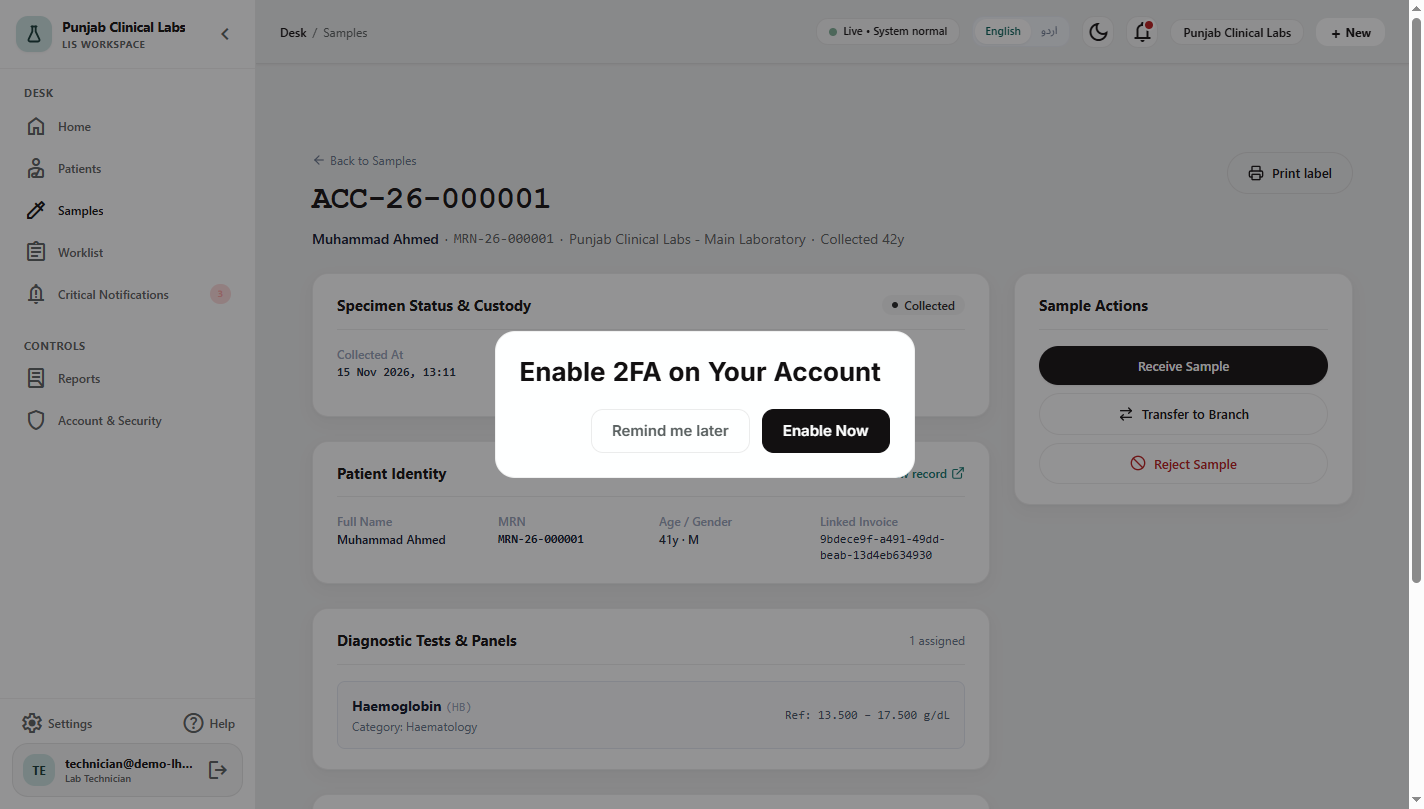 Punjab Clinical Labs
LIS WORKSPACE
Desk / Samples
Live • System normal
English
اردو
Punjab Clinical Labs
+ New
DESK
Home
Patients
Samples
Worklist
Critical Notifications
3
CONTROLS
Reports
Account & Security
Settings
Help
TE
technician@demo-lh...
Lab Technician
Back to Samples
ACC-26-000001
Muhammad Ahmed · MRN-26-000001 · Punjab Clinical Labs - Main Laboratory · Collected 42y
Print label
Specimen Status & Custody
Collected
Collected At
15 Nov 2026, 13:11
Enable 2FA on Your Account
Remind me later
Enable Now
Patient Identity
record
Full Name
Muhammad Ahmed
MRN
MRN-26-000001
Age / Gender
41y · M
Linked Invoice
9bdece9f-a491-49dd-
beab-13d4eb634930
Diagnostic Tests & Panels
1 assigned
Haemoglobin (HB)
Category: Haematology
Ref: 13.500 – 17.500 g/dL
Sample Actions
Receive Sample
Transfer to Branch
Reject Sample